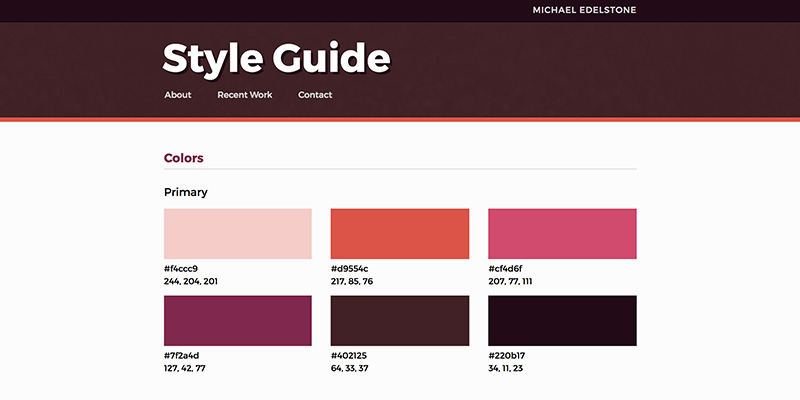 MICHAEL EDELSTONE
Style Guide
About Recent Work Contact
Colors
Primary
#f4ccc9 #d9554c #cf4d6f
244, 204, 201 217, 85, 76 207, 77, 111
#7f2a4d #402125 #220b17
127, 42, 77 64, 33, 37 34, 11, 23